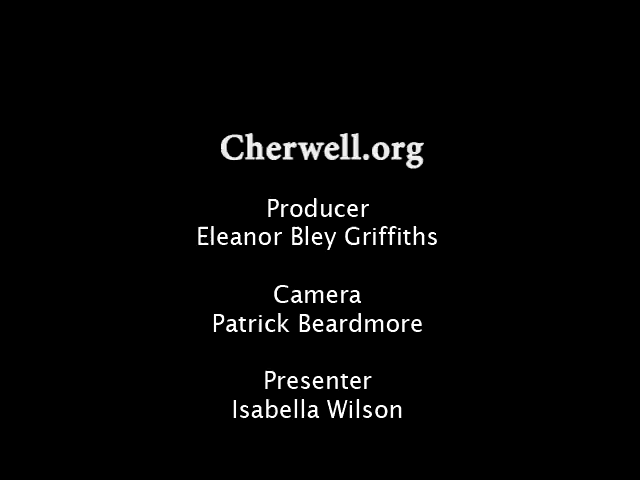 Cherwell.org
Producer
Eleanor Bley Griffiths
Camera
Patrick Beardmore
Presenter
Isabella Wilson